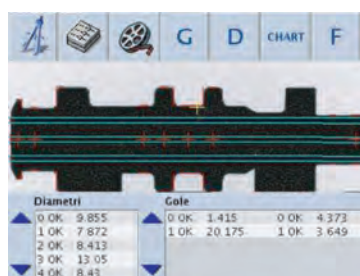 G D CHART F
Diametri Gole
0 OK 9.855 0 OK 1.415 0 OK 4.373
1 OK 7.872 1 OK 20.175 1 OK 3.649
2 OK 8.413
3 OK 13.05
4 OK 8.43